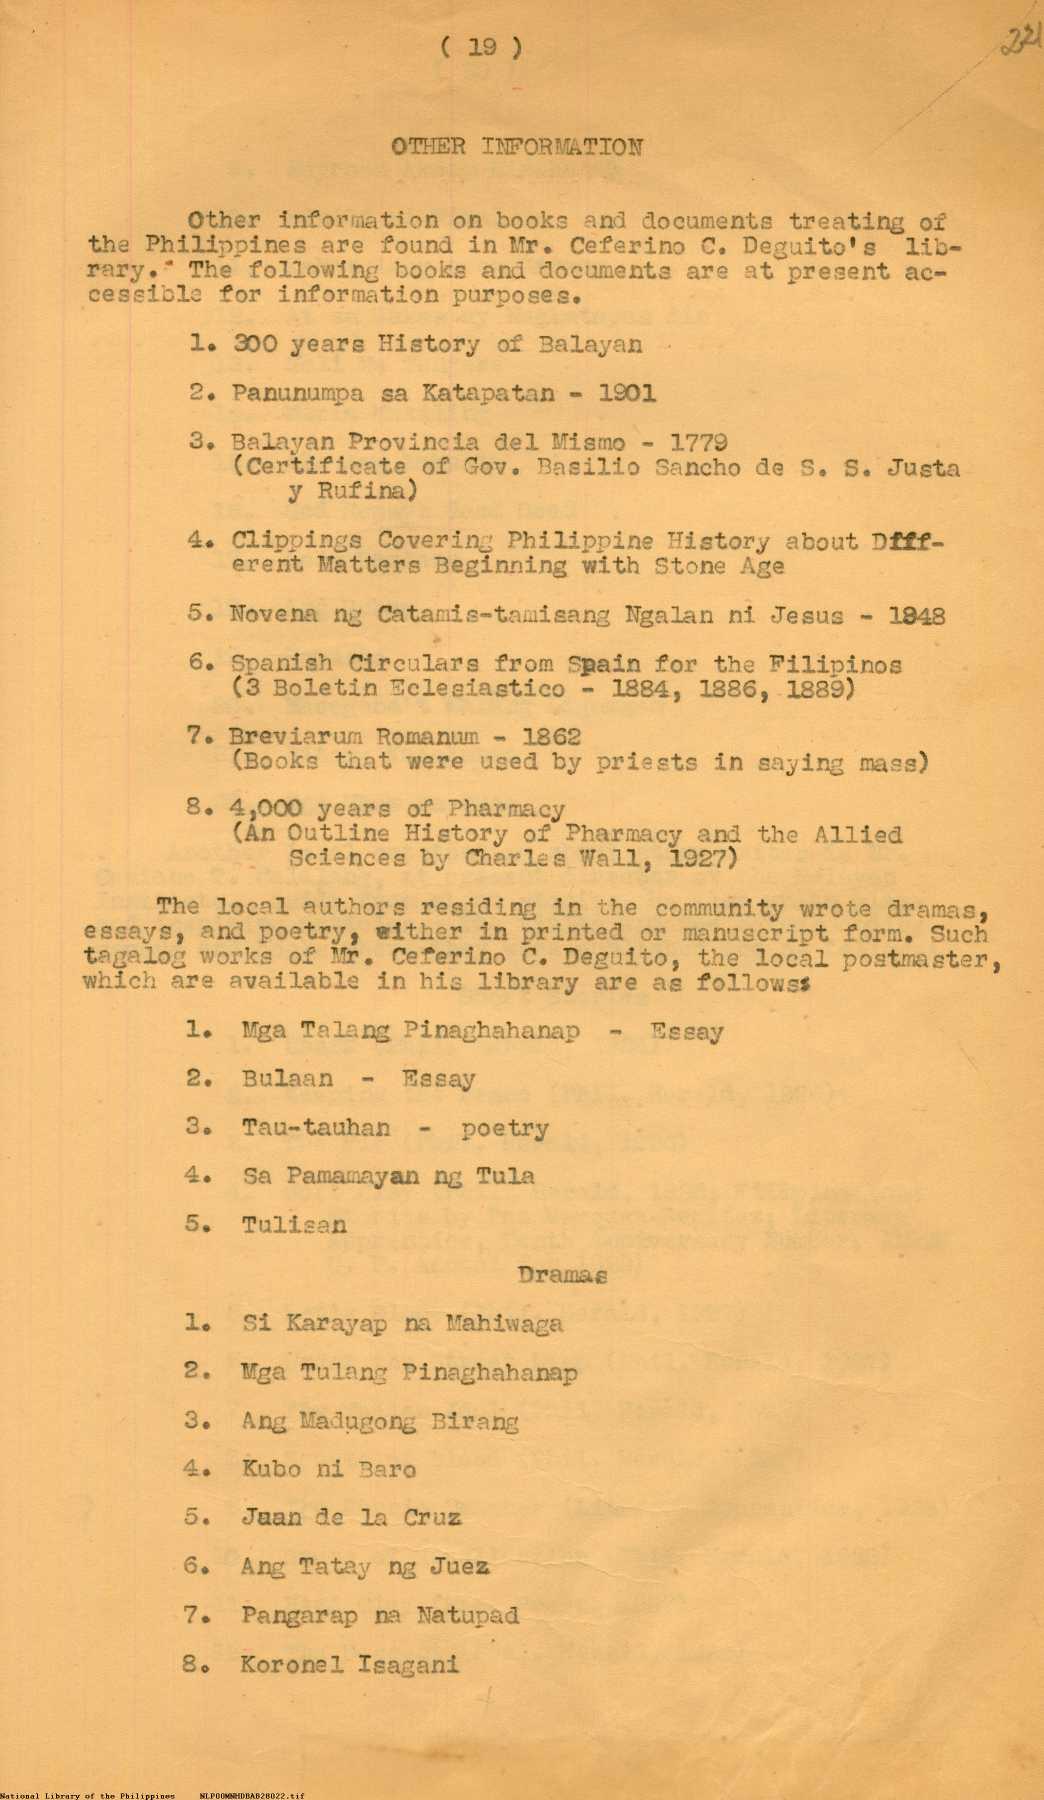 ( 19 )
221
OTHER INFORMATION
Other information on books and documents treating of
the Philippines are found in Mr. Ceferino C. Deguito's lib-
rary. The following books and documents are at present ac-
cessible for information purposes.
1. 300 years History of Balayan
2. Panunumpa sa Katapatan - 1901
3. Balayan Provincia del Mismo - 1779
(Certificate of Gov. Basilio Sancho de S. S. Justa
y Rufina)
4. Clippings Covering Philippine History about Dfff-
erent Matters Beginning with Stone Age
5. Novena ng Catamis-tamisang Ngalan ni Jesus - 1848
6. Spanish Circulars from Spain for the Filipinos
(3 Boletin Eclesiastico - 1884, 1886, 1889)
7. Breviarum Romanum - 1862
(Books that were used by priests in saying mass)
8. 4,000 years of Pharmacy
(An Outline History of Pharmacy and the Allied
Sciences by Charles Wall, 1927)
The local authors residing in the community wrote dramas,
essays, and poetry, wither in printed or manuscript form. Such
tagalog works of Mr. Ceferino C. Deguito, the local postmaster,
which are available in his library are as follows:
1. Mga Talang Pinaghahanap - Essay
2. Bulaan - Essay
3. Tau-tauhan - poetry
4. Sa Pamamayan ng Tula
5. Tulisan
Dramas
1. Si Karayap na Mahiwaga
2. Mga Tulang Pinaghahanap
3. Ang Madugong Birang
4. Kubo ni Baro
5. Juan de la Cruz
6. Ang Tatay ng Juez
7. Pangarap na Natupad
8. Koronel Isagani
National Library of the Philippines NLP00MNHDBAB28022.tif